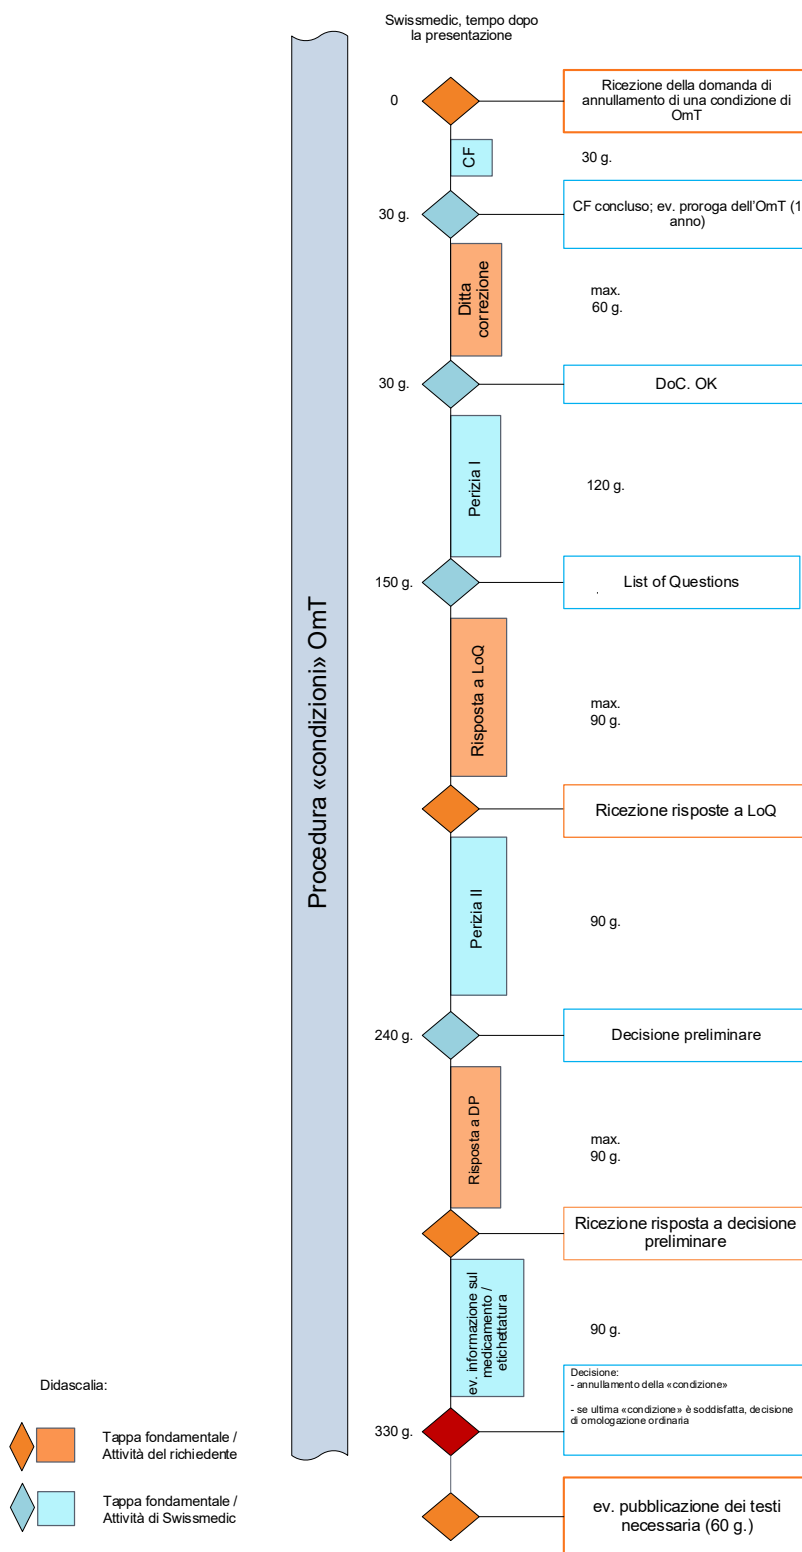 Swissmedic, tempo dopo
la presentazione
Procedura «condizioni» OmT
0
Ricezione della domanda di
annullamento di una condizione di
OmT
CF
30 g.
30 g.
CF concluso; ev. proroga dell'OmT (1
anno)
Ditta
correzione
max.
60 g.
30 g.
DoC. OK
Perizia I
120 g.
150 g.
List of Questions
.
Risposta a LoQ
max.
90 g.
Ricezione risposte a LoQ
Perizia II
90 g.
240 g.
Decisione preliminare
Risposta a DP
max.
90 g.
Ricezione risposta a decisione
preliminare
ev. informazione sul
medicamento /
etichettatura
90 g.
330 g.
Decisione:
- annullamento della «condizione»
- se ultima «condizione» è soddisfatta, decisione
di omologazione ordinaria
ev. pubblicazione dei testi
necessaria (60 g.)
Didascalia:
Tappa fondamentale /
Attività del richiedente
Tappa fondamentale /
Attività di Swissmedic